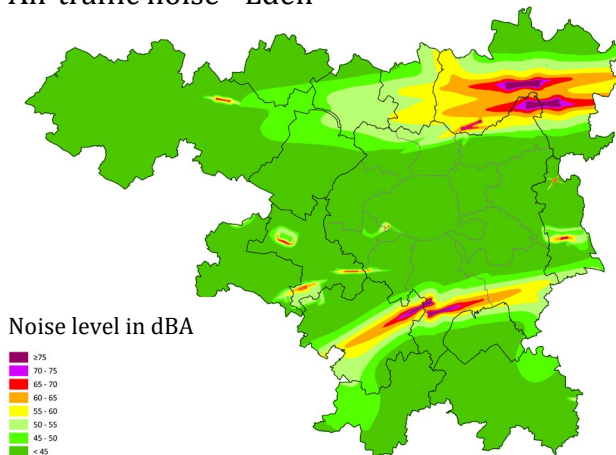 Air traffic noise - Lden
Noise level in dBA
≥75
70 - 75
65 - 70
60 - 65
55 - 60
50 - 55
45 - 50
< 45